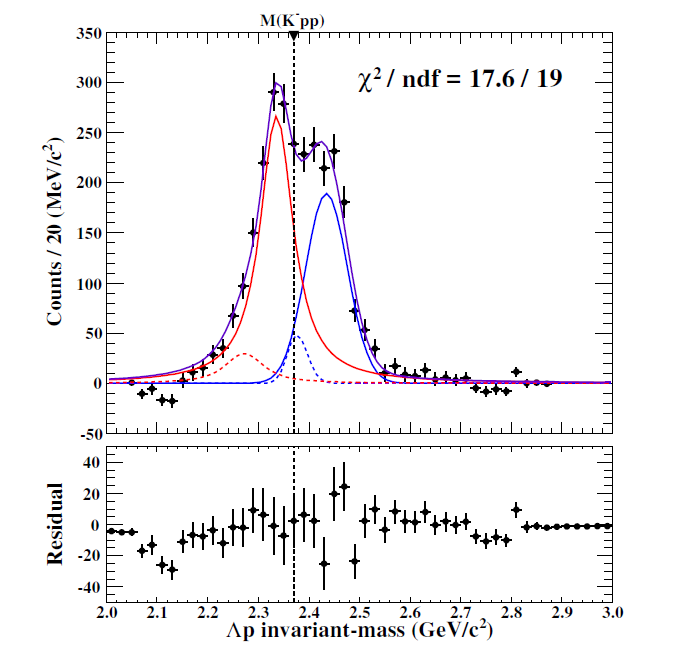 M(K⁻pp)
χ² / ndf = 17.6 / 19
Counts / 20 (MeV/c²)
350
300
250
200
150
100
50
0
-50
Residual
40
20
0
-20
-40
2.0 2.1 2.2 2.3 2.4 2.5 2.6 2.7 2.8 2.9 3.0
Λp invariant-mass (GeV/c²)